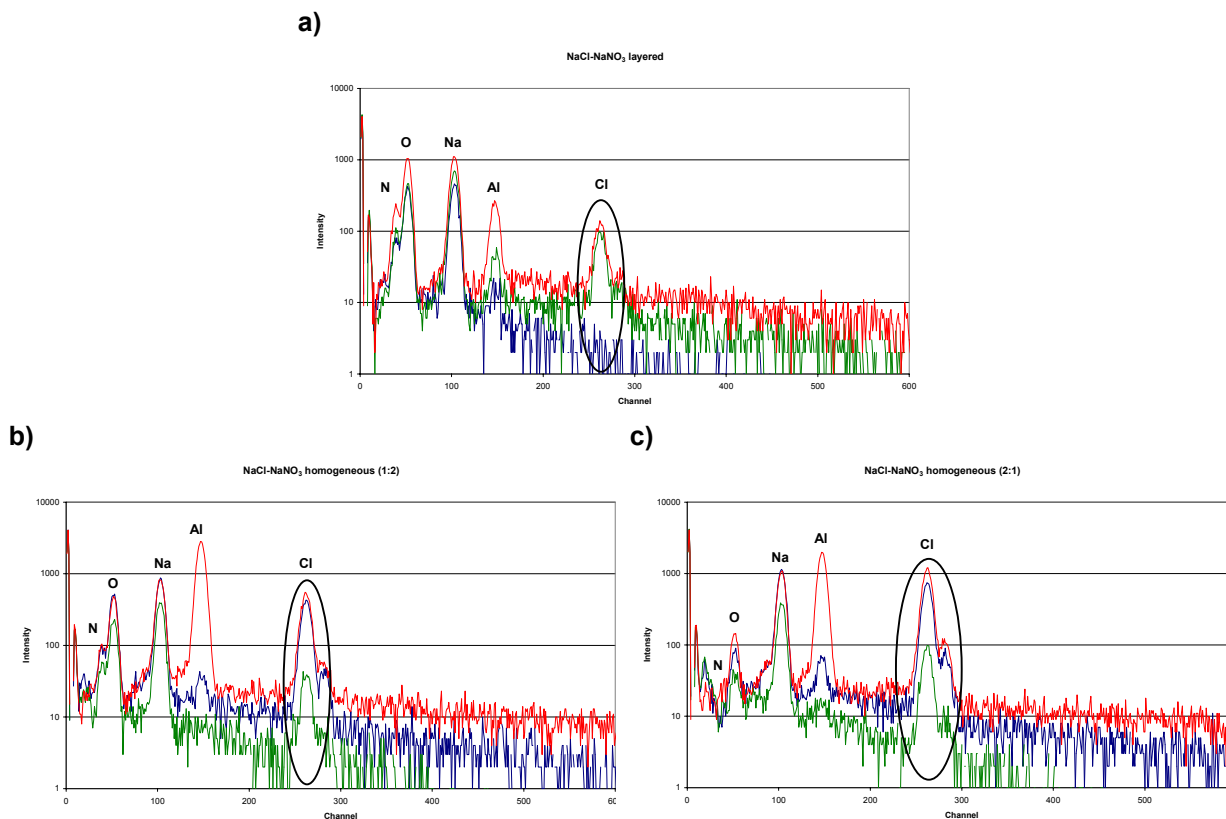 a)
NaCl-NaNO₃ layered
10000
1000
100
10
1
Intensity
N
O
Na
Al
Cl
0 100 200 300 400 500 600
Channel
b)
NaCl-NaNO₃ homogeneous (1:2)
10000
1000
100
10
1
Intensity
N
O
Na
Al
Cl
0 100 200 300 400 500 60
Channel
c)
NaCl-NaNO₃ homogeneous (2:1)
10000
1000
100
10
1
Intensity
N
O
Na
Al
Cl
0 100 200 300 400 500
Channel